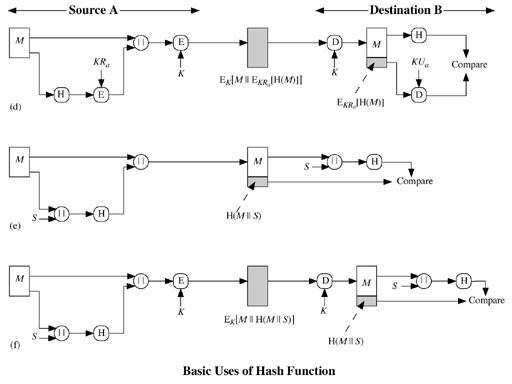 Source A Destination B
M || E D M H
K K
KR_a KU_a Compare
H E E_K[M || E_{KR_a}[H(M)]] D
(d) E_{KR_a}[H(M)]
M || M || H
S Compare
S || H
(e) H(M || S)
M || E D M || H
K K S Compare
S || H E_K[M || H(M || S)]
(f) H(M || S)
Basic Uses of Hash Function